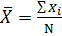 X̅ = ∑ Xᵢ / N